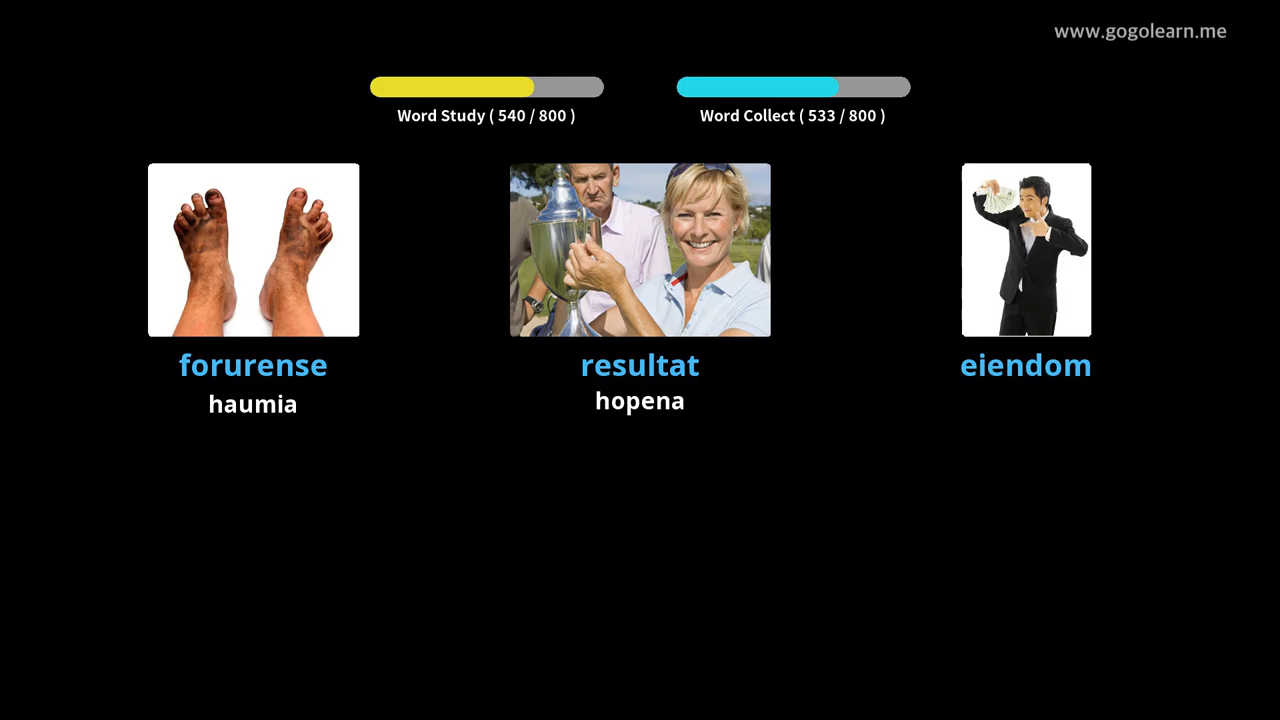 www.gogolearn.me
Word Study ( 540 / 800 )
Word Collect ( 533 / 800 )
forurense
resultat
eiendom
haumia
hopena